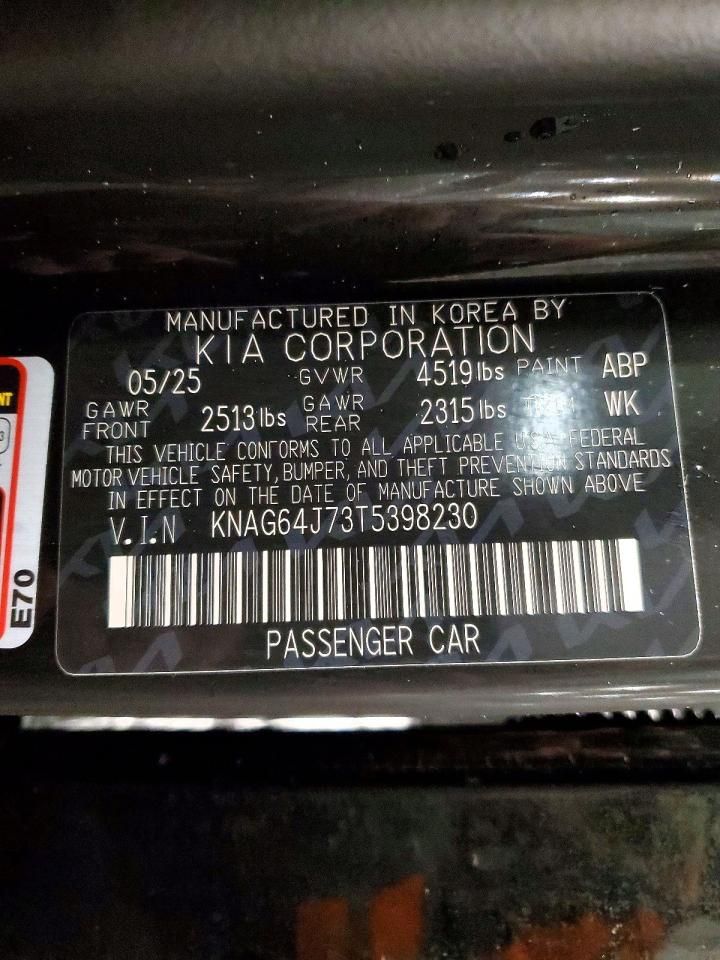 MANUFACTURED IN KOREA BY
KIA CORPORATION
05/25 GVWR 4519 lbs PAINT ABP
GAWR FRONT 2513 lbs GAWR REAR 2315 lbs TRIM WK
THIS VEHICLE CONFORMS TO ALL APPLICABLE U.S.A. FEDERAL
MOTOR VEHICLE SAFETY, BUMPER, AND THEFT PREVENTION STANDARDS
IN EFFECT ON THE DATE OF MANUFACTURE SHOWN ABOVE
V.I.N KNAG64J73T5398230
PASSENGER CAR
E70